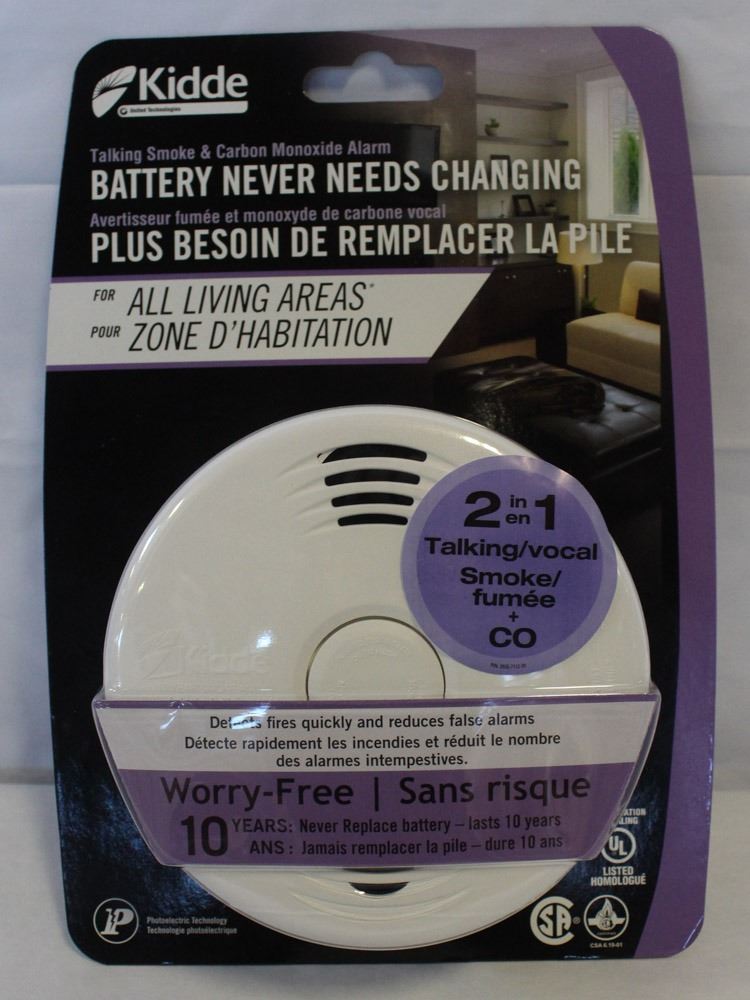 Kidde
United Technologies
Talking Smoke & Carbon Monoxide Alarm
BATTERY NEVER NEEDS CHANGING
Avertisseur fumée et monoxyde de carbone vocal
PLUS BESOIN DE REMPLACER LA PILE
FOR ALL LIVING AREAS*
POUR ZONE D'HABITATION
2 in en 1
Talking/vocal
Smoke/
fumée
+
CO
Kidde
Detects fires quickly and reduces false alarms
Détecte rapidement les incendies et réduit le nombre
des alarmes intempestives.
Worry-Free | Sans risque
10 YEARS: Never Replace battery – lasts 10 years
ANS : Jamais remplacer la pile – dure 10 ans
UL
LISTED
HOMOLOGUÉ
P
Photoelectric Technology
Technologie photoélectrique
SA®
CSA 6.19-01